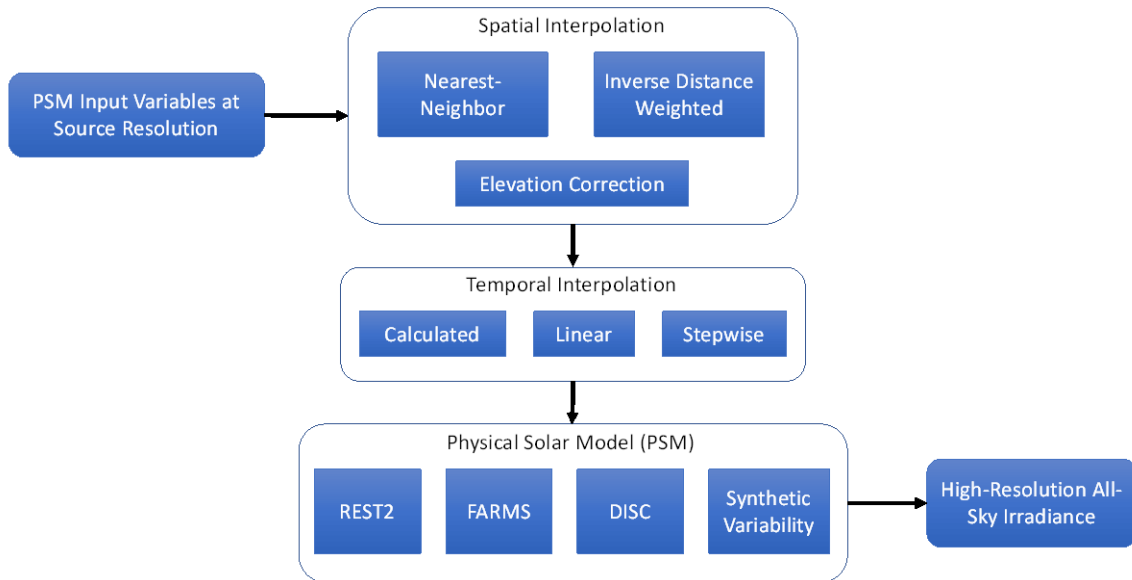 Spatial Interpolation
PSM Input Variables at
Source Resolution
Nearest-
Neighbor
Inverse Distance
Weighted
Elevation Correction
Temporal Interpolation
Calculated
Linear
Stepwise
Physical Solar Model (PSM)
REST2
FARMS
DISC
Synthetic
Variability
High-Resolution All-
Sky Irradiance